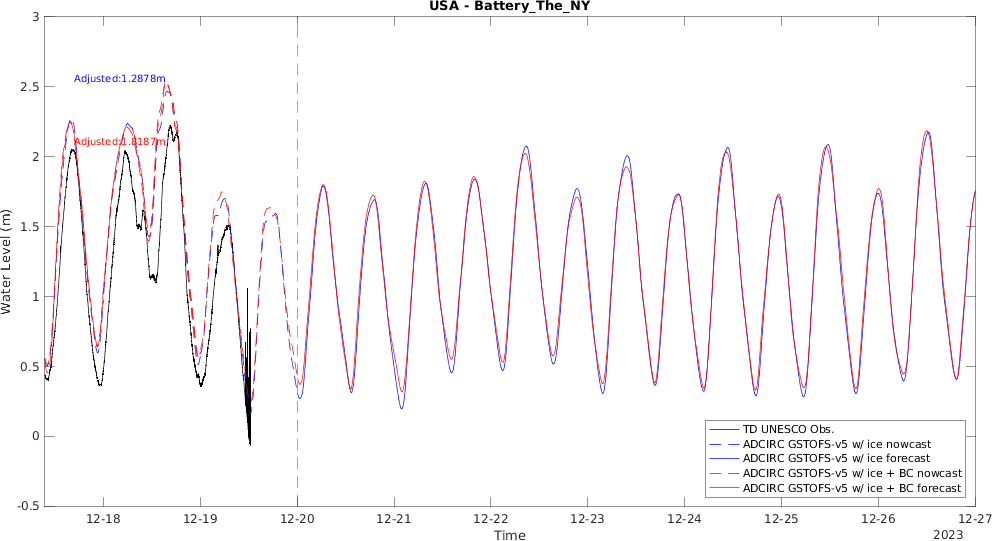 USA - Battery_The_NY
3
2.5
2
1.5
1
0.5
0
-0.5
Water Level (m)
Adjusted:1.2878m
Adjusted:1.8187m
TD UNESCO Obs.
ADCIRC GSTOFS-v5 w/ ice nowcast
ADCIRC GSTOFS-v5 w/ ice forecast
ADCIRC GSTOFS-v5 w/ ice + BC nowcast
ADCIRC GSTOFS-v5 w/ ice + BC forecast
12-18 12-19 12-20 12-21 12-22 12-23 12-24 12-25 12-26 12-27
Time
2023